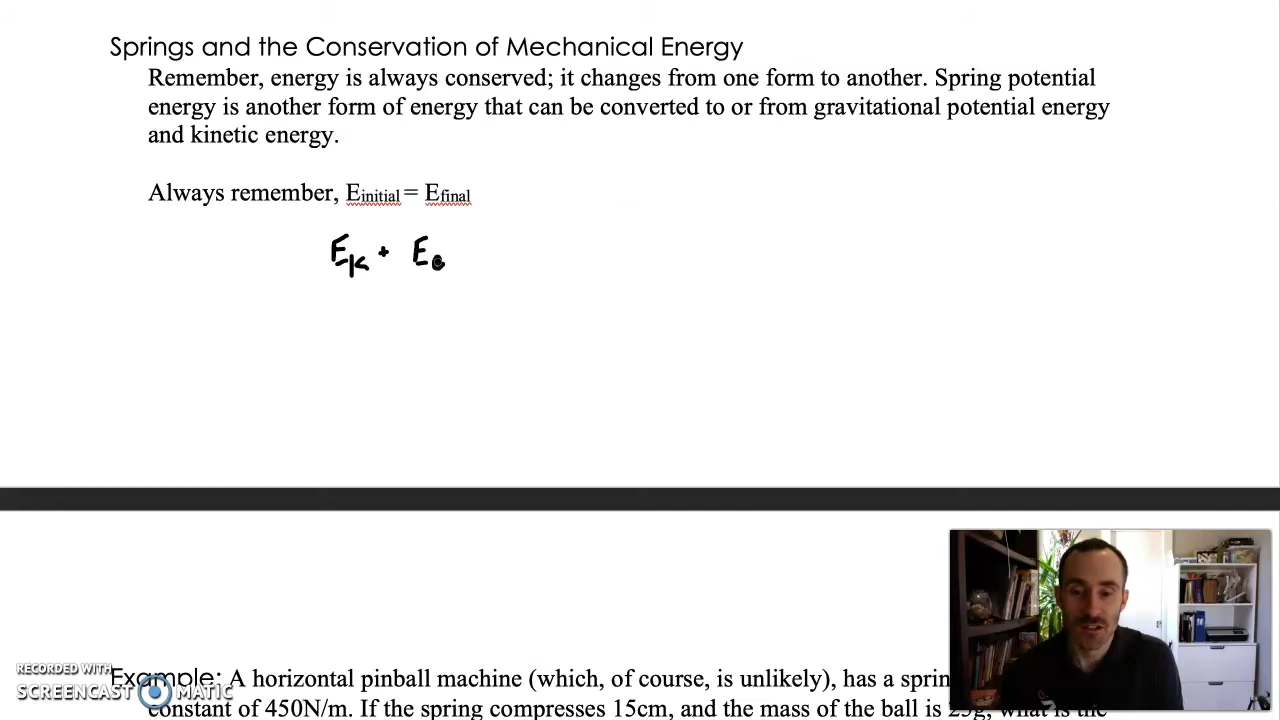 Springs and the Conservation of Mechanical Energy
Remember, energy is always conserved; it changes from one form to another. Spring potential
energy is another form of energy that can be converted to or from gravitational potential energy
and kinetic energy.
Always remember, Einitial = Efinal
Ek + Ee
RECORDED WITH
SCREENCAST MATIC
Example: A horizontal pinball machine (which, of course, is unlikely), has a
constant of 450N/m. If the spring compresses 15cm, and the mass of the ball is